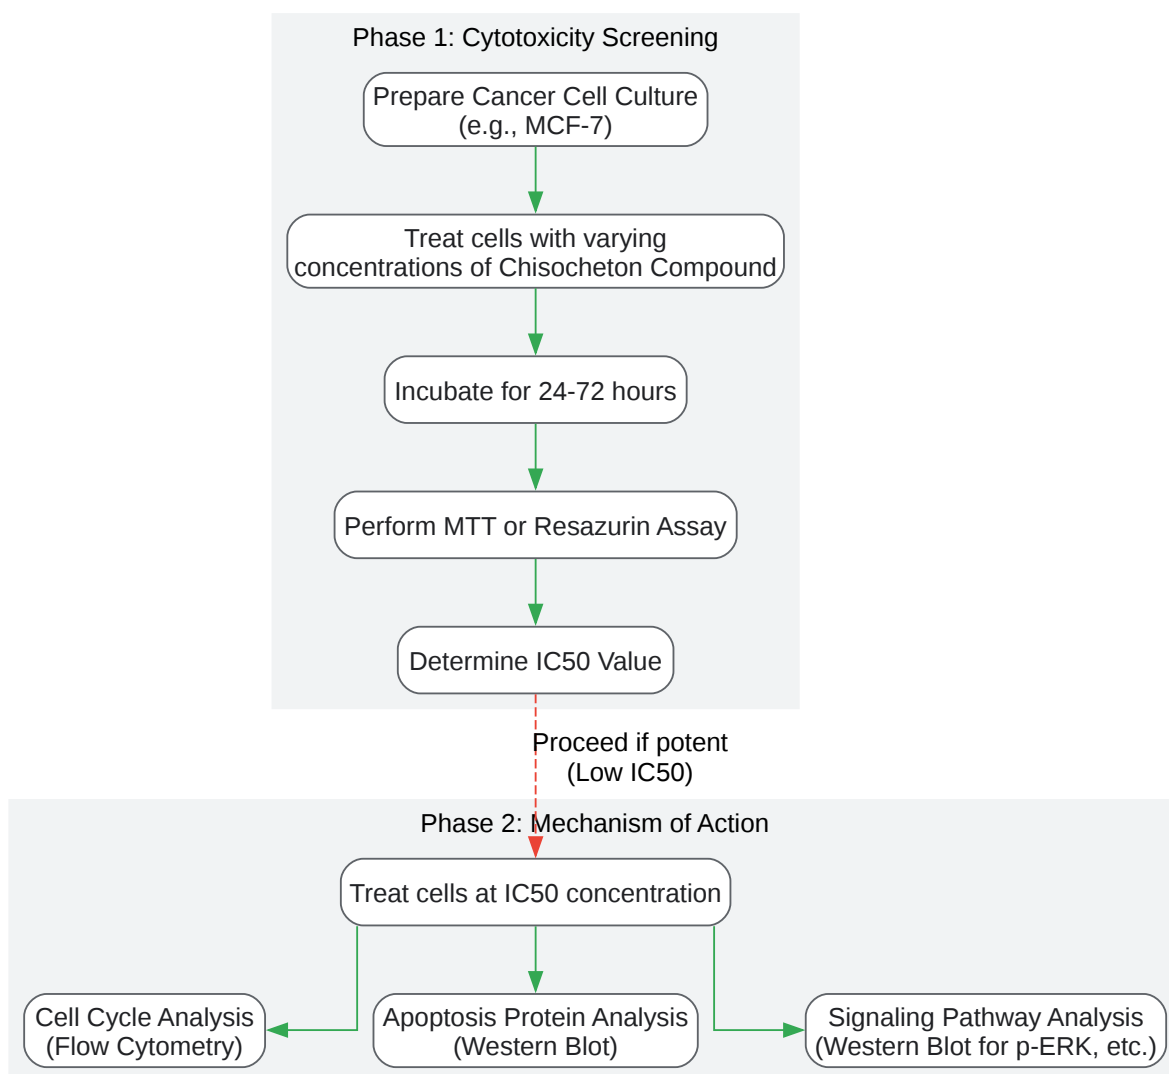 Phase 1: Cytotoxicity Screening
Prepare Cancer Cell Culture
(e.g., MCF-7)
Treat cells with varying
concentrations of Chisocheton Compound
Incubate for 24-72 hours
Perform MTT or Resazurin Assay
Determine IC50 Value
Proceed if potent
(Low IC50)
Phase 2: Mechanism of Action
Treat cells at IC50 concentration
Cell Cycle Analysis
(Flow Cytometry)
Apoptosis Protein Analysis
(Western Blot)
Signaling Pathway Analysis
(Western Blot for p-ERK, etc.)